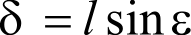 δ = l sin ε